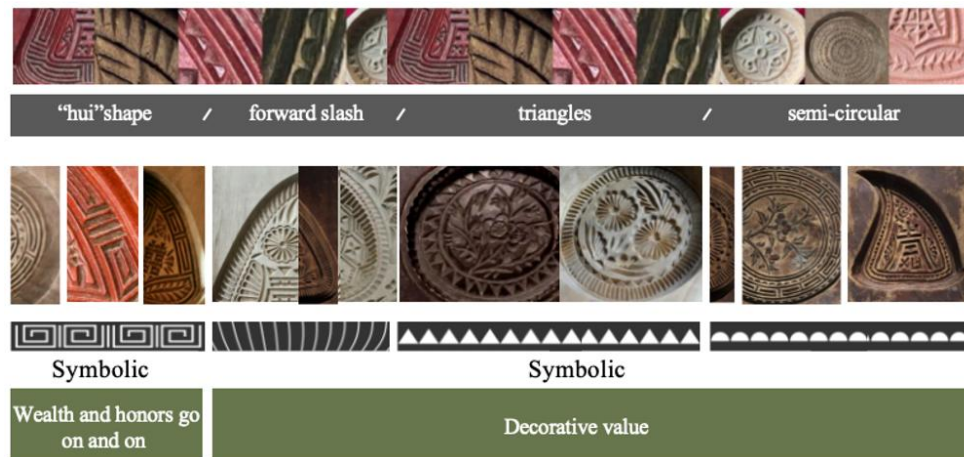 “hui”shape / forward slash / triangles / semi-circular
Symbolic
Symbolic
Wealth and honors go
on and on
Decorative value